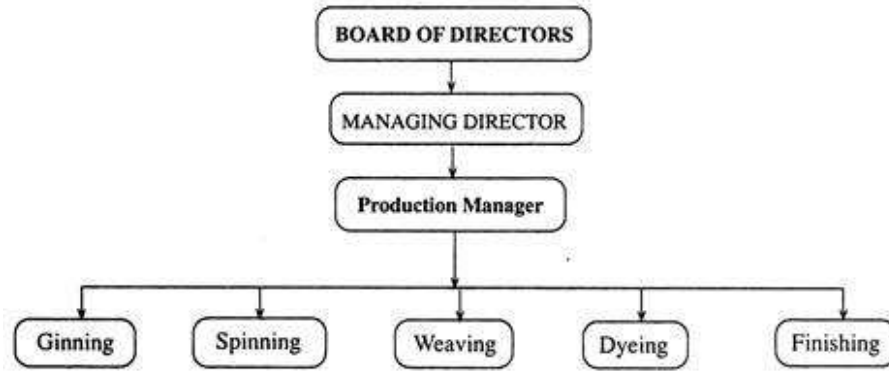 BOARD OF DIRECTORS
MANAGING DIRECTOR
Production Manager
Ginning
Spinning
Weaving
Dyeing
Finishing